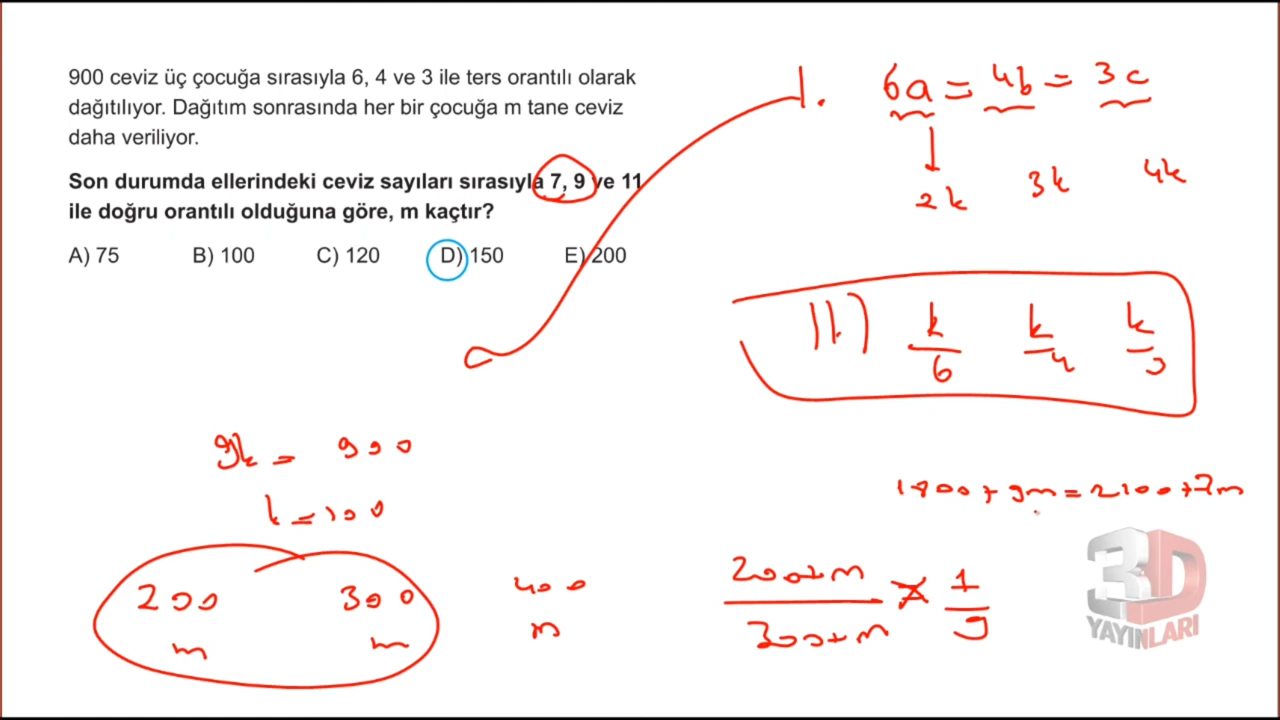 900 ceviz üç çocuğa sırasıyla 6, 4 ve 3 ile ters orantılı olarak
dağıtılıyor. Dağıtım sonrasında her bir çocuğa m tane ceviz
daha veriliyor.
Son durumda ellerindeki ceviz sayıları sırasıyla 7, 9 ve 11
ile doğru orantılı olduğuna göre, m kaçtır?
A) 75 B) 100 C) 120 D) 150 E) 200
1. 6a = 4b = 3c
2k 3k 4k
11.) k/6 k/4 k/3
9k = 900
k = 100
200 300 400
m m m
1800 + 9m = 2100 + 7m
200+m / 300+m = 7/9
3D
YAYINLARI